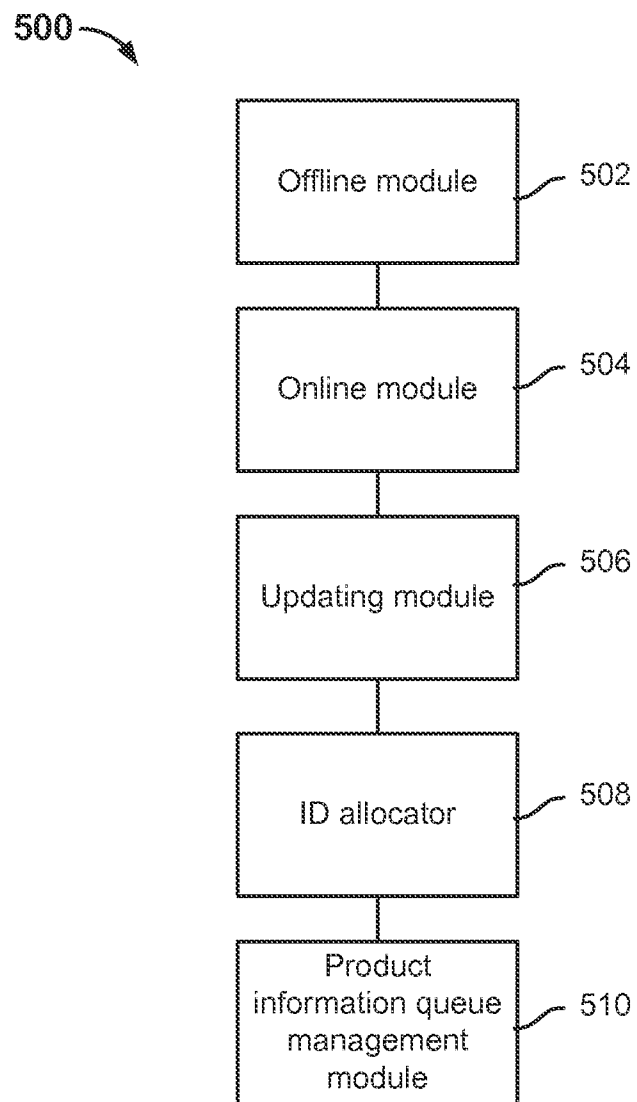 500
Offline module
502
Online module
504
Updating module
506
ID allocator
508
Product
information queue
management
module
510